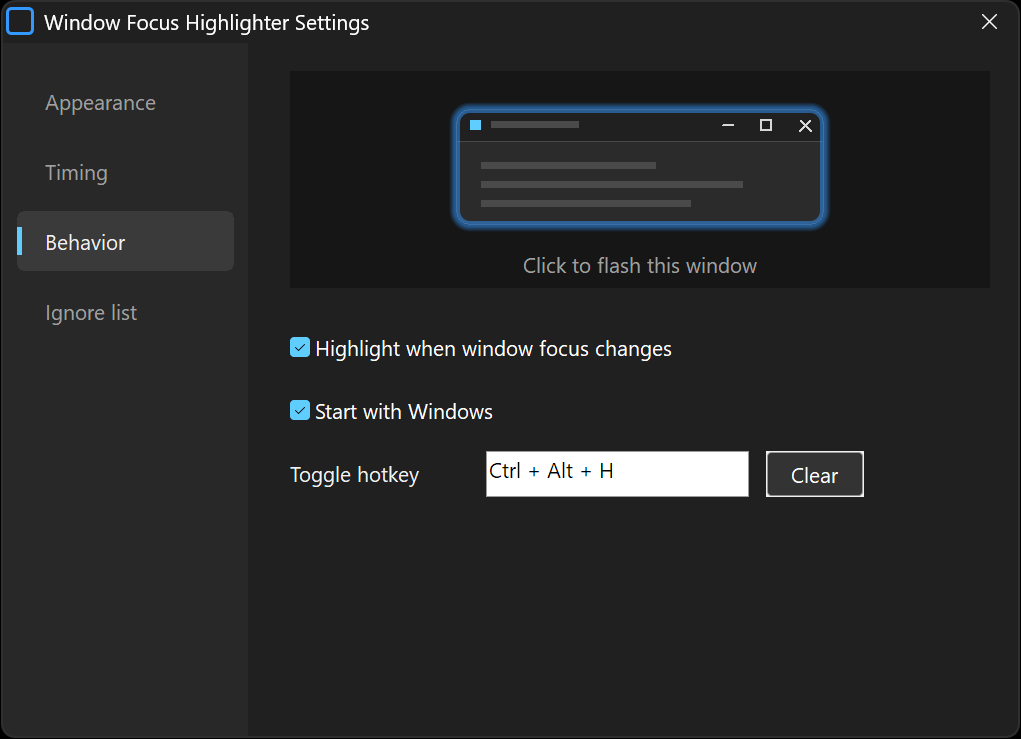 Window Focus Highlighter Settings
Appearance
Timing
Behavior
Ignore list
Click to flash this window
Highlight when window focus changes
Start with Windows
Toggle hotkey Ctrl + Alt + H Clear